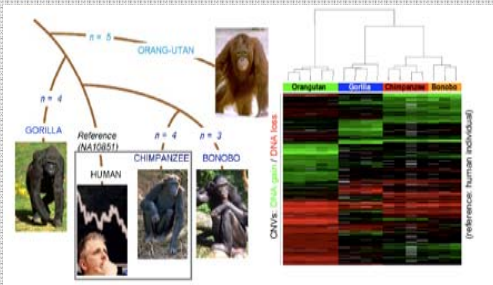 n = 5
ORANG-UTAN
n = 4
GORILLA
Reference
(NA10851)
HUMAN
n = 4
n = 3
CHIMPANZEE
BONOBO
Orangutan
Gorilla
Chimpanzee
Bonobo
CNVs: DNA gain / DNA loss
(reference: human individual)